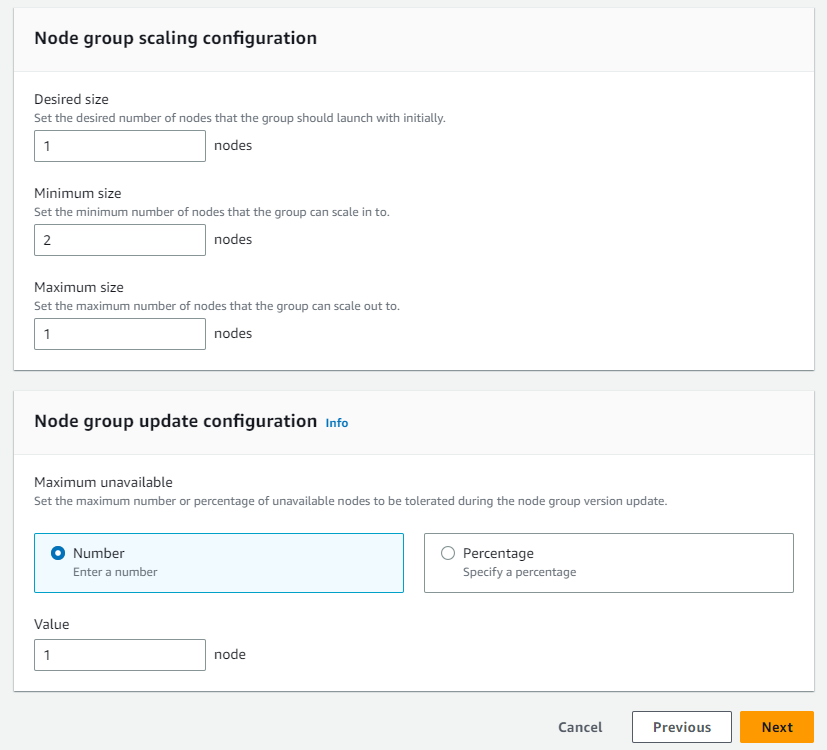 Node group scaling configuration
Desired size
Set the desired number of nodes that the group should launch with initially.
1 nodes
Minimum size
Set the minimum number of nodes that the group can scale in to.
2 nodes
Maximum size
Set the maximum number of nodes that the group can scale out to.
1 nodes
Node group update configuration Info
Maximum unavailable
Set the maximum number or percentage of unavailable nodes to be tolerated during the node group version update.
Number
Enter a number
Percentage
Specify a percentage
Value
1 node
Cancel Previous Next